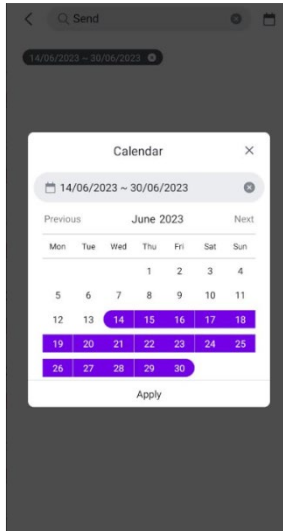 Send
14/06/2023 ~ 30/06/2023
Calendar
14/06/2023 ~ 30/06/2023
Previous June 2023 Next
Mon Tue Wed Thu Fri Sat Sun
1 2 3 4
5 6 7 8 9 10 11
12 13 14 15 16 17 18
19 20 21 22 23 24 25
26 27 28 29 30
Apply